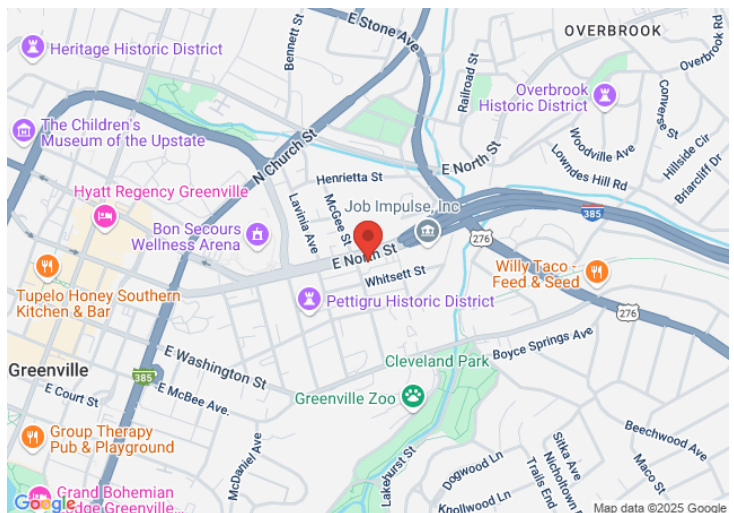 E Stone Ave
OVERBROOK
Bennett St
Heritage Historic District
Railroad St
Overbrook Rd
Overbrook
Historic District
Converse St
The Children's
Museum of the Upstate
N Church St
E North St
Woodville Ave
Hillside Cir
Lowndes Hill Rd
Briarcliff Dr
Henrietta St
Hyatt Regency Greenville
Lavinia Ave
McGee St
Job Impulse, Inc
385
Bon Secours
Wellness Arena
E North St
276
Whitsett St
Willy Taco -
Feed & Seed
Tupelo Honey Southern
Kitchen & Bar
Pettigru Historic District
276
E Washington St
Boyce Springs Ave
Cleveland Park
Greenville
385
E McBee Ave.
E Court St
Greenville Zoo
Group Therapy
Pub & Playground
McDaniel Ave
Beechwood Ave
Sitka Ave
Nicholtown
Maco St
Lakehurst St
Dogwood Ln
Trails End
Knollwood Ln
Grand Bohemian
Lodge Greenville...
Google
Map data ©2025 Google